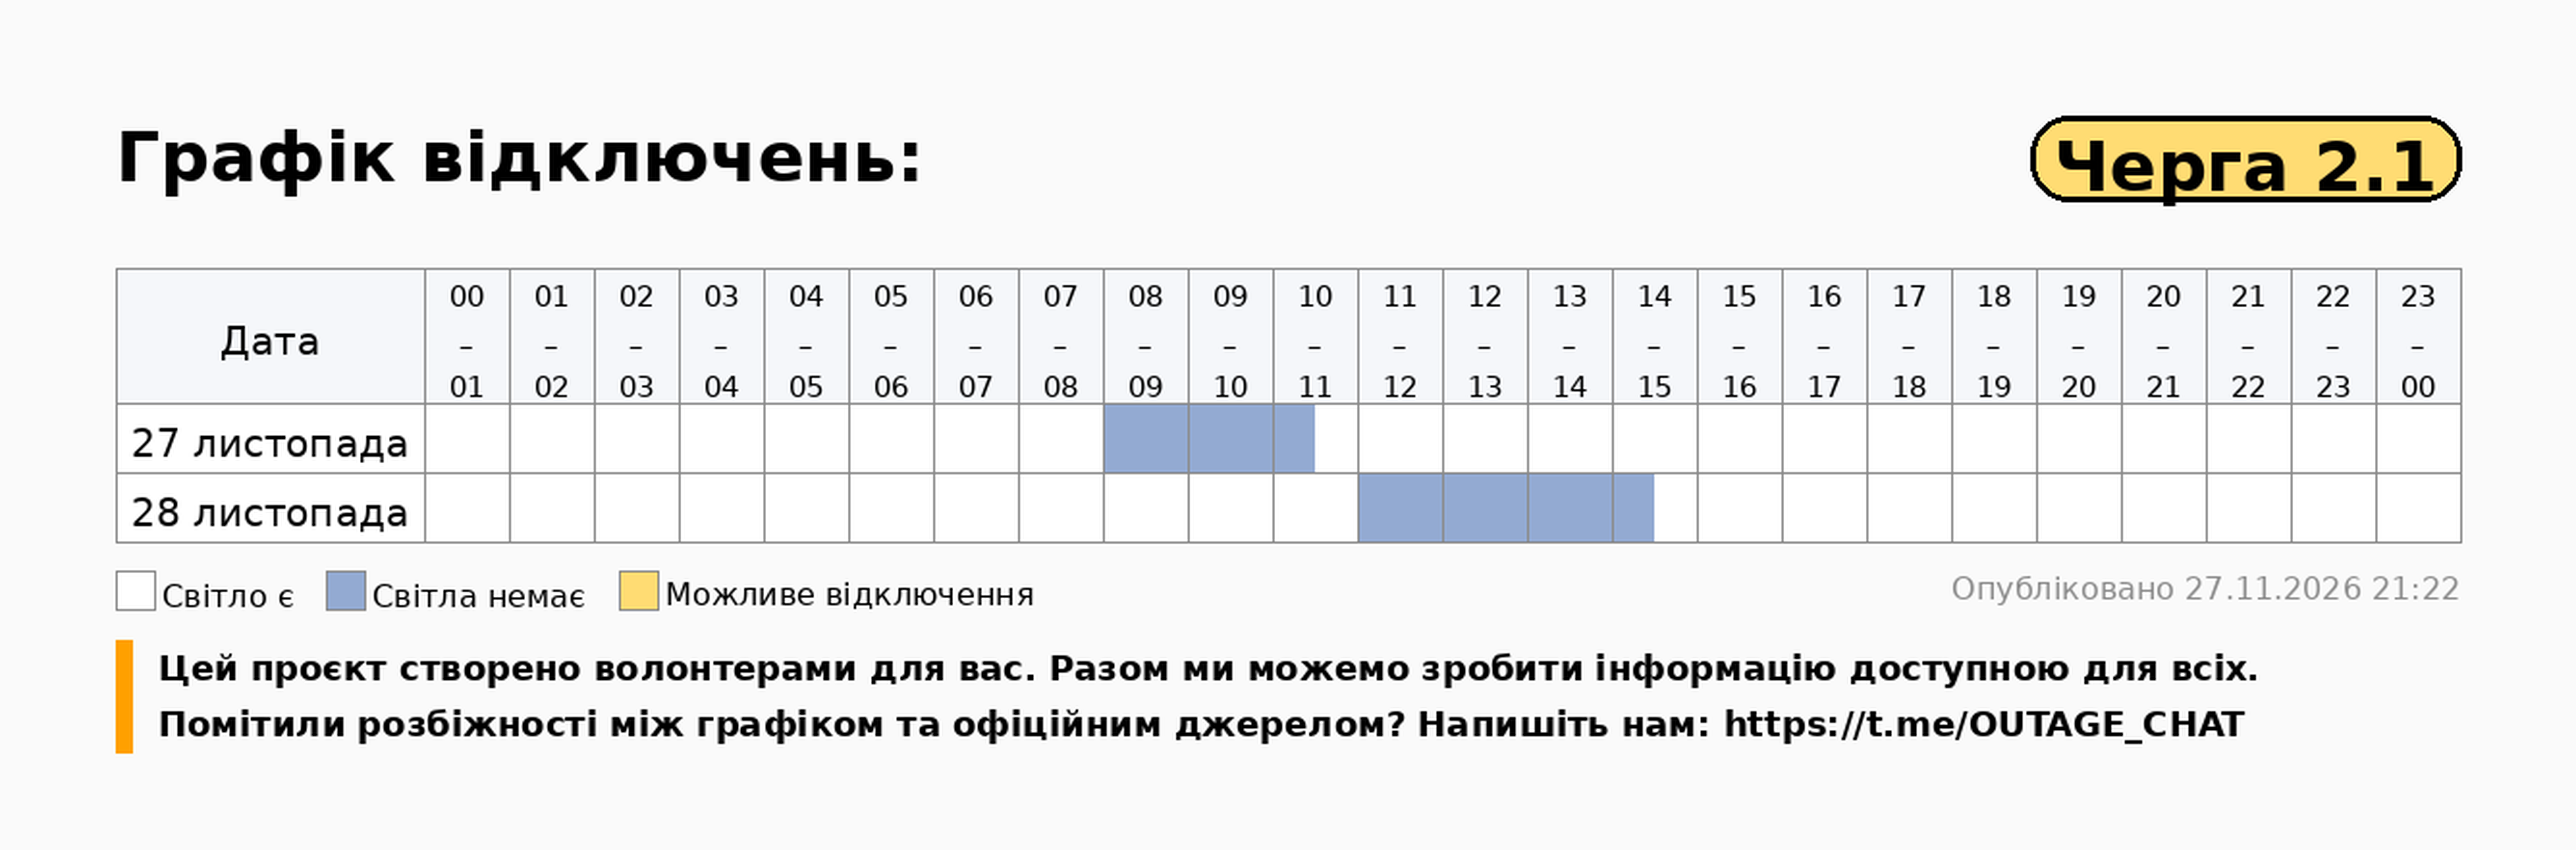 Графік відключень:
Черга 2.1
Дата
00 – 01
01 – 02
02 – 03
03 – 04
04 – 05
05 – 06
06 – 07
07 – 08
08 – 09
09 – 10
10 – 11
11 – 12
12 – 13
13 – 14
14 – 15
15 – 16
16 – 17
17 – 18
18 – 19
19 – 20
20 – 21
21 – 22
22 – 23
23 – 00
27 листопада
28 листопада
Світло є
Світла немає
Можливе відключення
Опубліковано 27.11.2026 21:22
Цей проєкт створено волонтерами для вас. Разом ми можемо зробити інформацію доступною для всіх.
Помітили розбіжності між графіком та офіційним джерелом? Напишіть нам: https://t.me/OUTAGE_CHAT